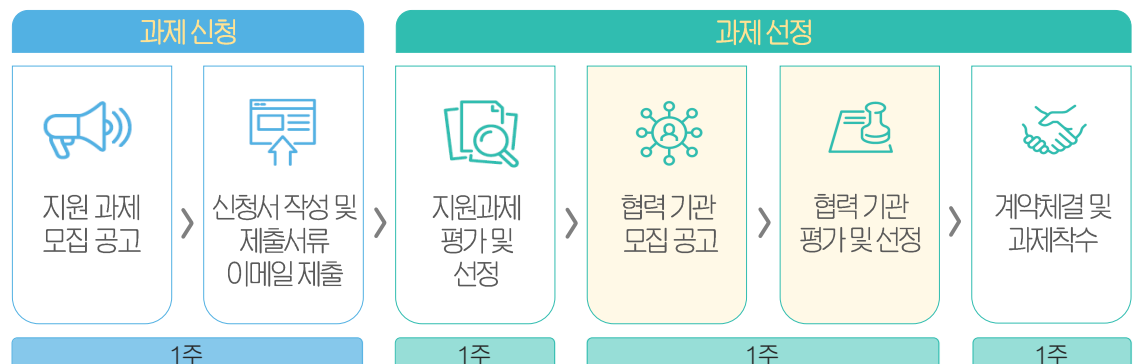 과제 신청
과제 선정
지원 과제
모집 공고
신청서 작성 및
제출서류
이메일 제출
지원과제
평가 및
선정
협력 기관
모집 공고
협력 기관
평가 및 선정
계약체결 및
과제착수
1주
1주
1주
1주